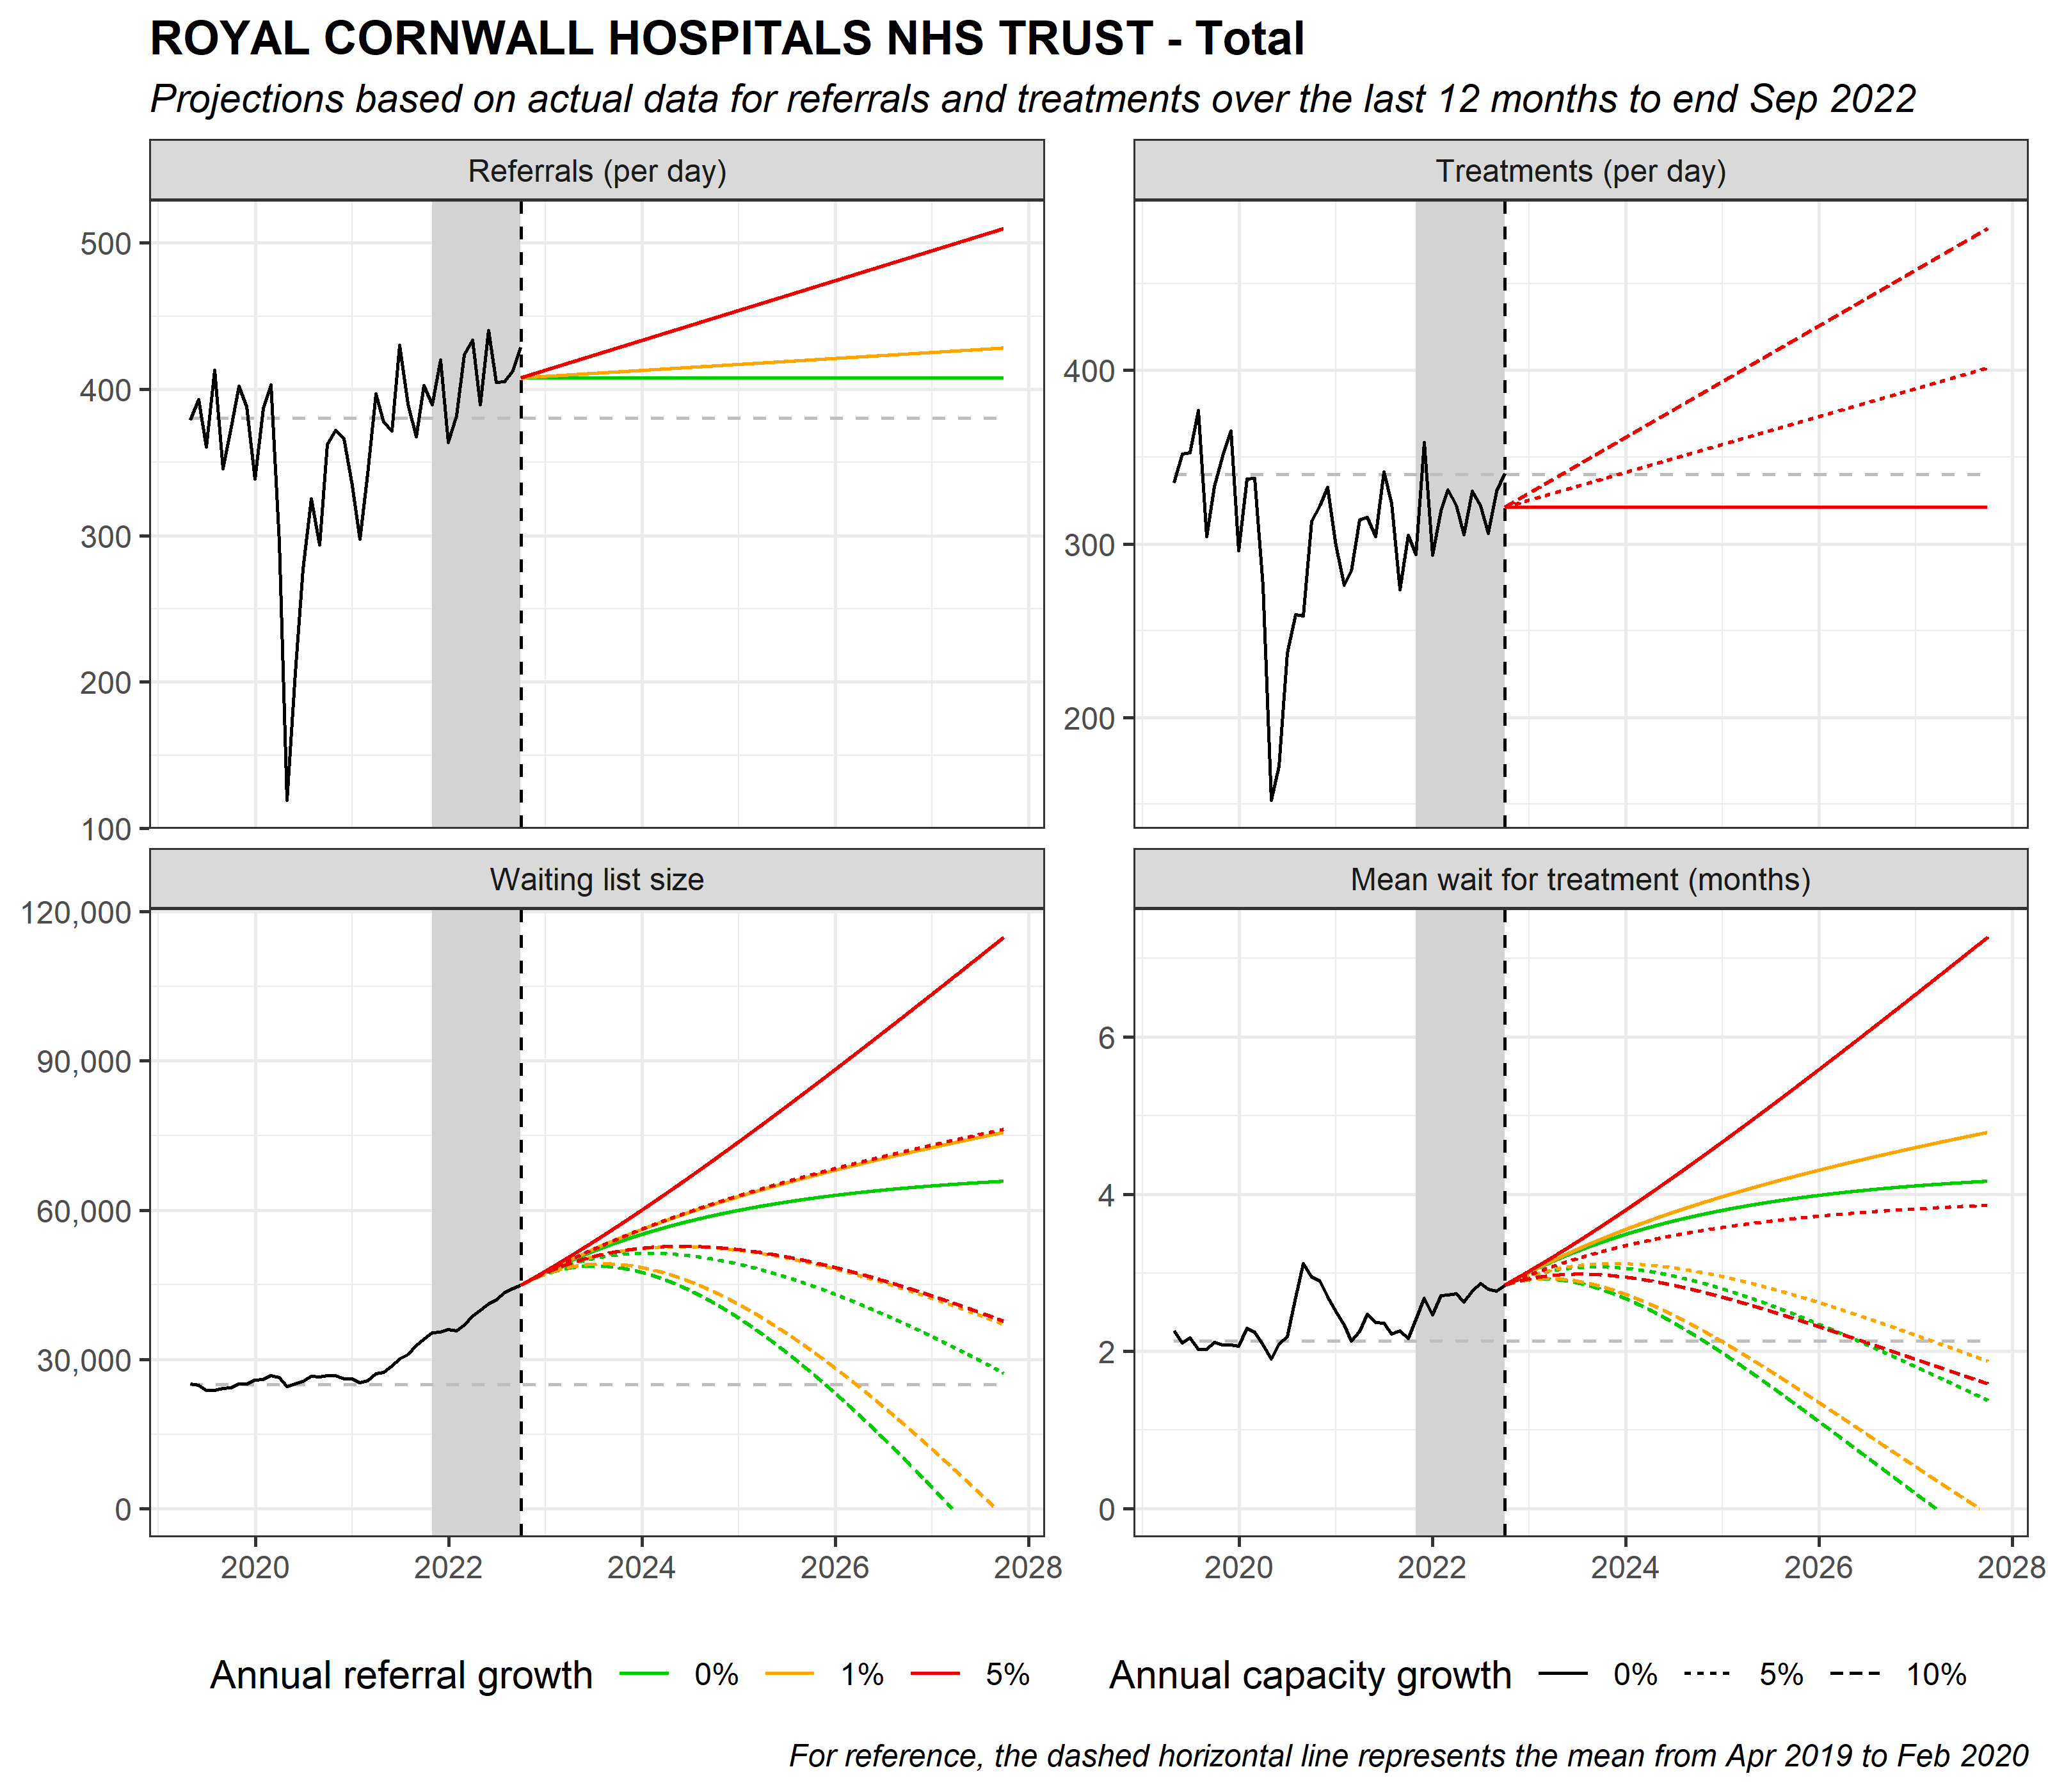 ROYAL CORNWALL HOSPITALS NHS TRUST - Total
Projections based on actual data for referrals and treatments over the last 12 months to end Sep 2022
Referrals (per day)
500
400
300
200
100
Treatments (per day)
400
300
200
Waiting list size
120,000
90,000
60,000
30,000
0
2020 2022 2024 2026 2028
Mean wait for treatment (months)
6
4
2
0
2020 2022 2024 2026 2028
Annual referral growth 0% 1% 5%
Annual capacity growth 0% 5% 10%
For reference, the dashed horizontal line represents the mean from Apr 2019 to Feb 2020